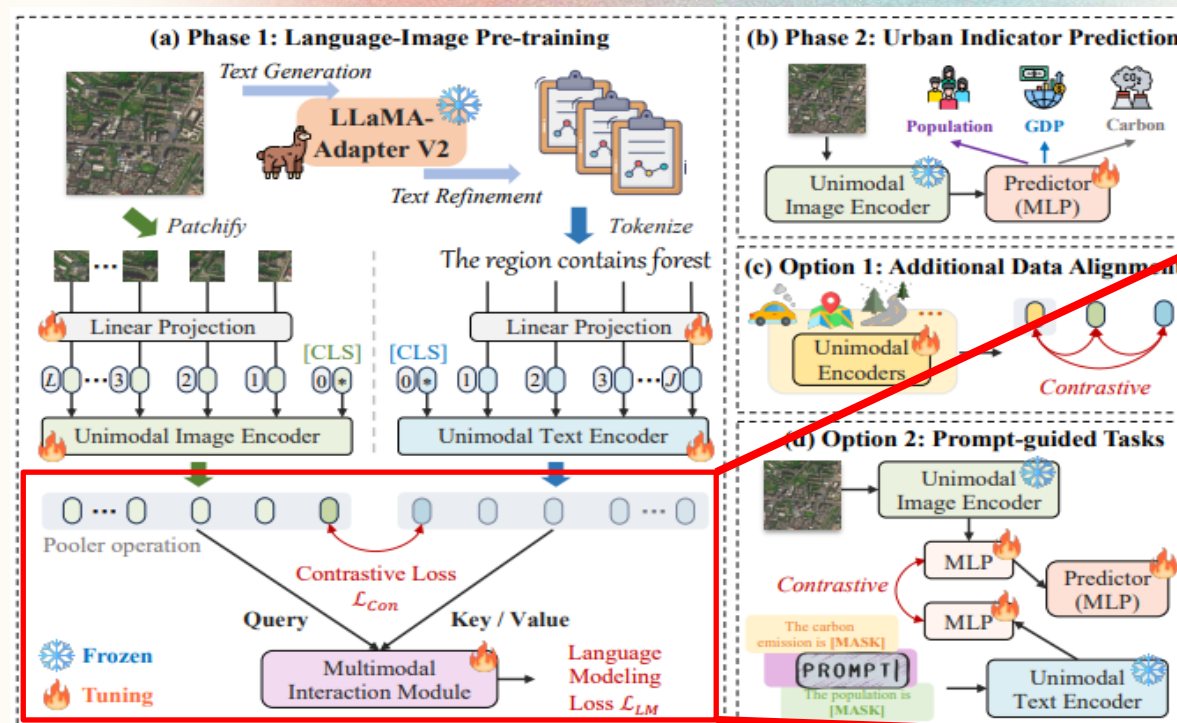 (a) Phase 1: Language-Image Pre-training
Text Generation
LLaMA-
Adapter V2
Text Refinement
i
Patchify
Tokenize
The region contains forest
Linear Projection
Linear Projection
[CLS]
[CLS]
L ... 3 2 1 0 *
0 * 1 2 3 ... J
Unimodal Image Encoder
Unimodal Text Encoder
Pooler operation
Contrastive Loss
ℒCon
Query
Key / Value
Frozen
Tuning
Multimodal
Interaction Module
Language
Modeling
Loss ℒLM
(b) Phase 2: Urban Indicator Prediction
CO2
Population
GDP
Carbon
Unimodal
Image Encoder
Predictor
(MLP)
(c) Option 1: Additional Data Alignment
Unimodal
Encoders
Contrastive
(d) Option 2: Prompt-guided Tasks
Unimodal
Image Encoder
MLP
Contrastive
Predictor
(MLP)
MLP
The carbon
emission is [MASK]
PROMPT
The population is
[MASK]
Unimodal
Text Encoder